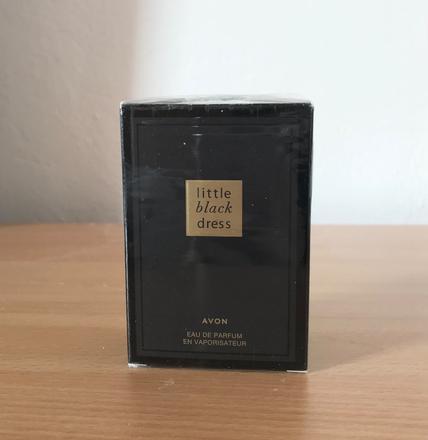 little
black
dress
AVON
EAU DE PARFUM
EN VAPORISATEUR